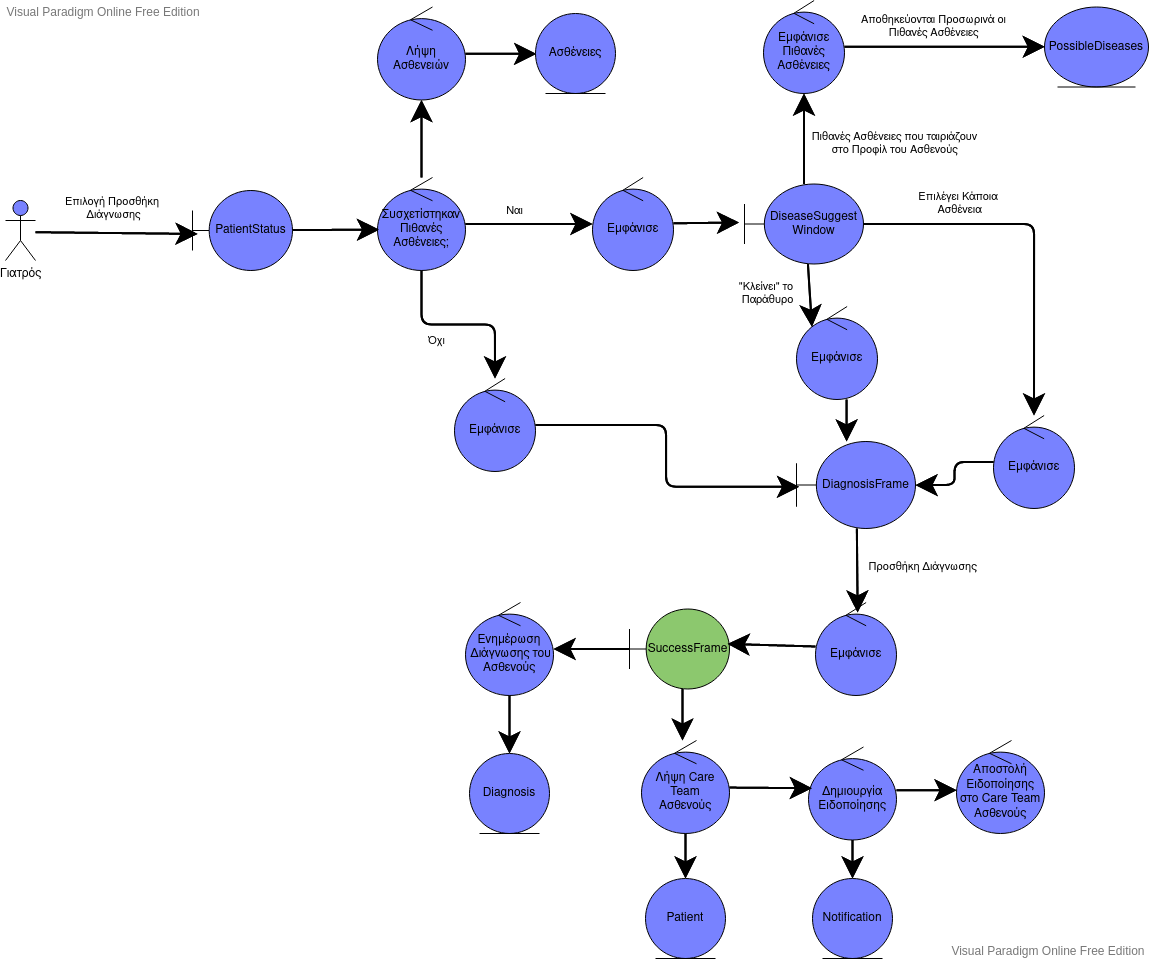 Visual Paradigm Online Free Edition
Λήψη
Ασθενειών
Ασθένειες
Εμφάνισε
Πιθανές
Ασθένειες
Αποθηκεύονται Προσωρινά οι
Πιθανές Ασθένειες
PossibleDiseases
Πιθανές Ασθένειες που ταιριάζουν
στο Προφίλ του Ασθενούς
Γιατρός
Επιλογή Προσθήκη
Διάγνωσης
PatientStatus
Συσχετίστηκαν
Πιθανές
Ασθένειες;
Ναι
Εμφάνισε
DiseaseSuggest
Window
Επιλέγει Κάποια
Ασθένεια
"Κλείνει" το
Παράθυρο
Όχι
Εμφάνισε
Εμφάνισε
Εμφάνισε
DiagnosisFrame
Προσθήκη Διάγνωσης
Ενημέρωση
Διάγνωσης του
Ασθενούς
SuccessFrame
Εμφάνισε
Diagnosis
Λήψη Care
Team
Ασθενούς
Δημιουργία
Ειδοποίησης
Αποστολή
Ειδοποίησης
στο Care Team
Ασθενούς
Patient
Notification
Visual Paradigm Online Free Edition